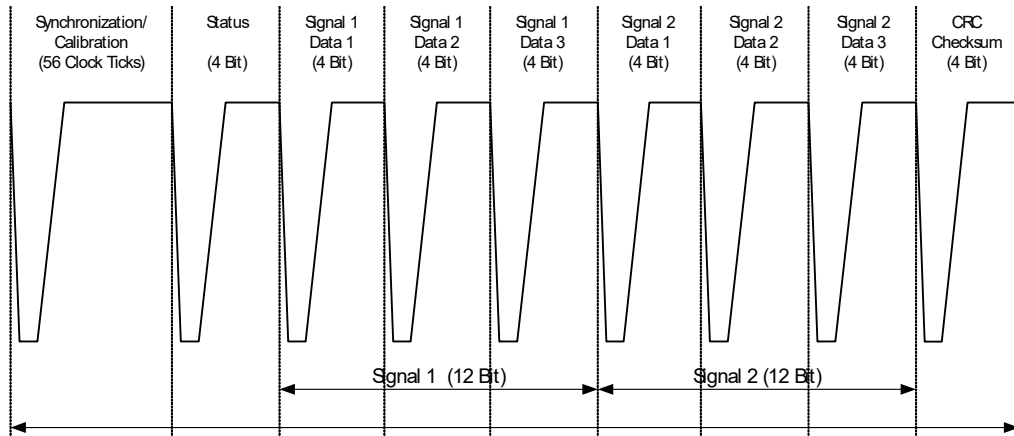 Synchronization/
Calibration
(56 Clock Ticks)
Status
(4 Bit)
Signal 1
Data 1
(4 Bit)
Signal 1
Data 2
(4 Bit)
Signal 1
Data 3
(4 Bit)
Signal 2
Data 1
(4 Bit)
Signal 2
Data 2
(4 Bit)
Signal 2
Data 3
(4 Bit)
CRC
Checksum
(4 Bit)
Signal 1 (12 Bit)
Signal 2 (12 Bit)